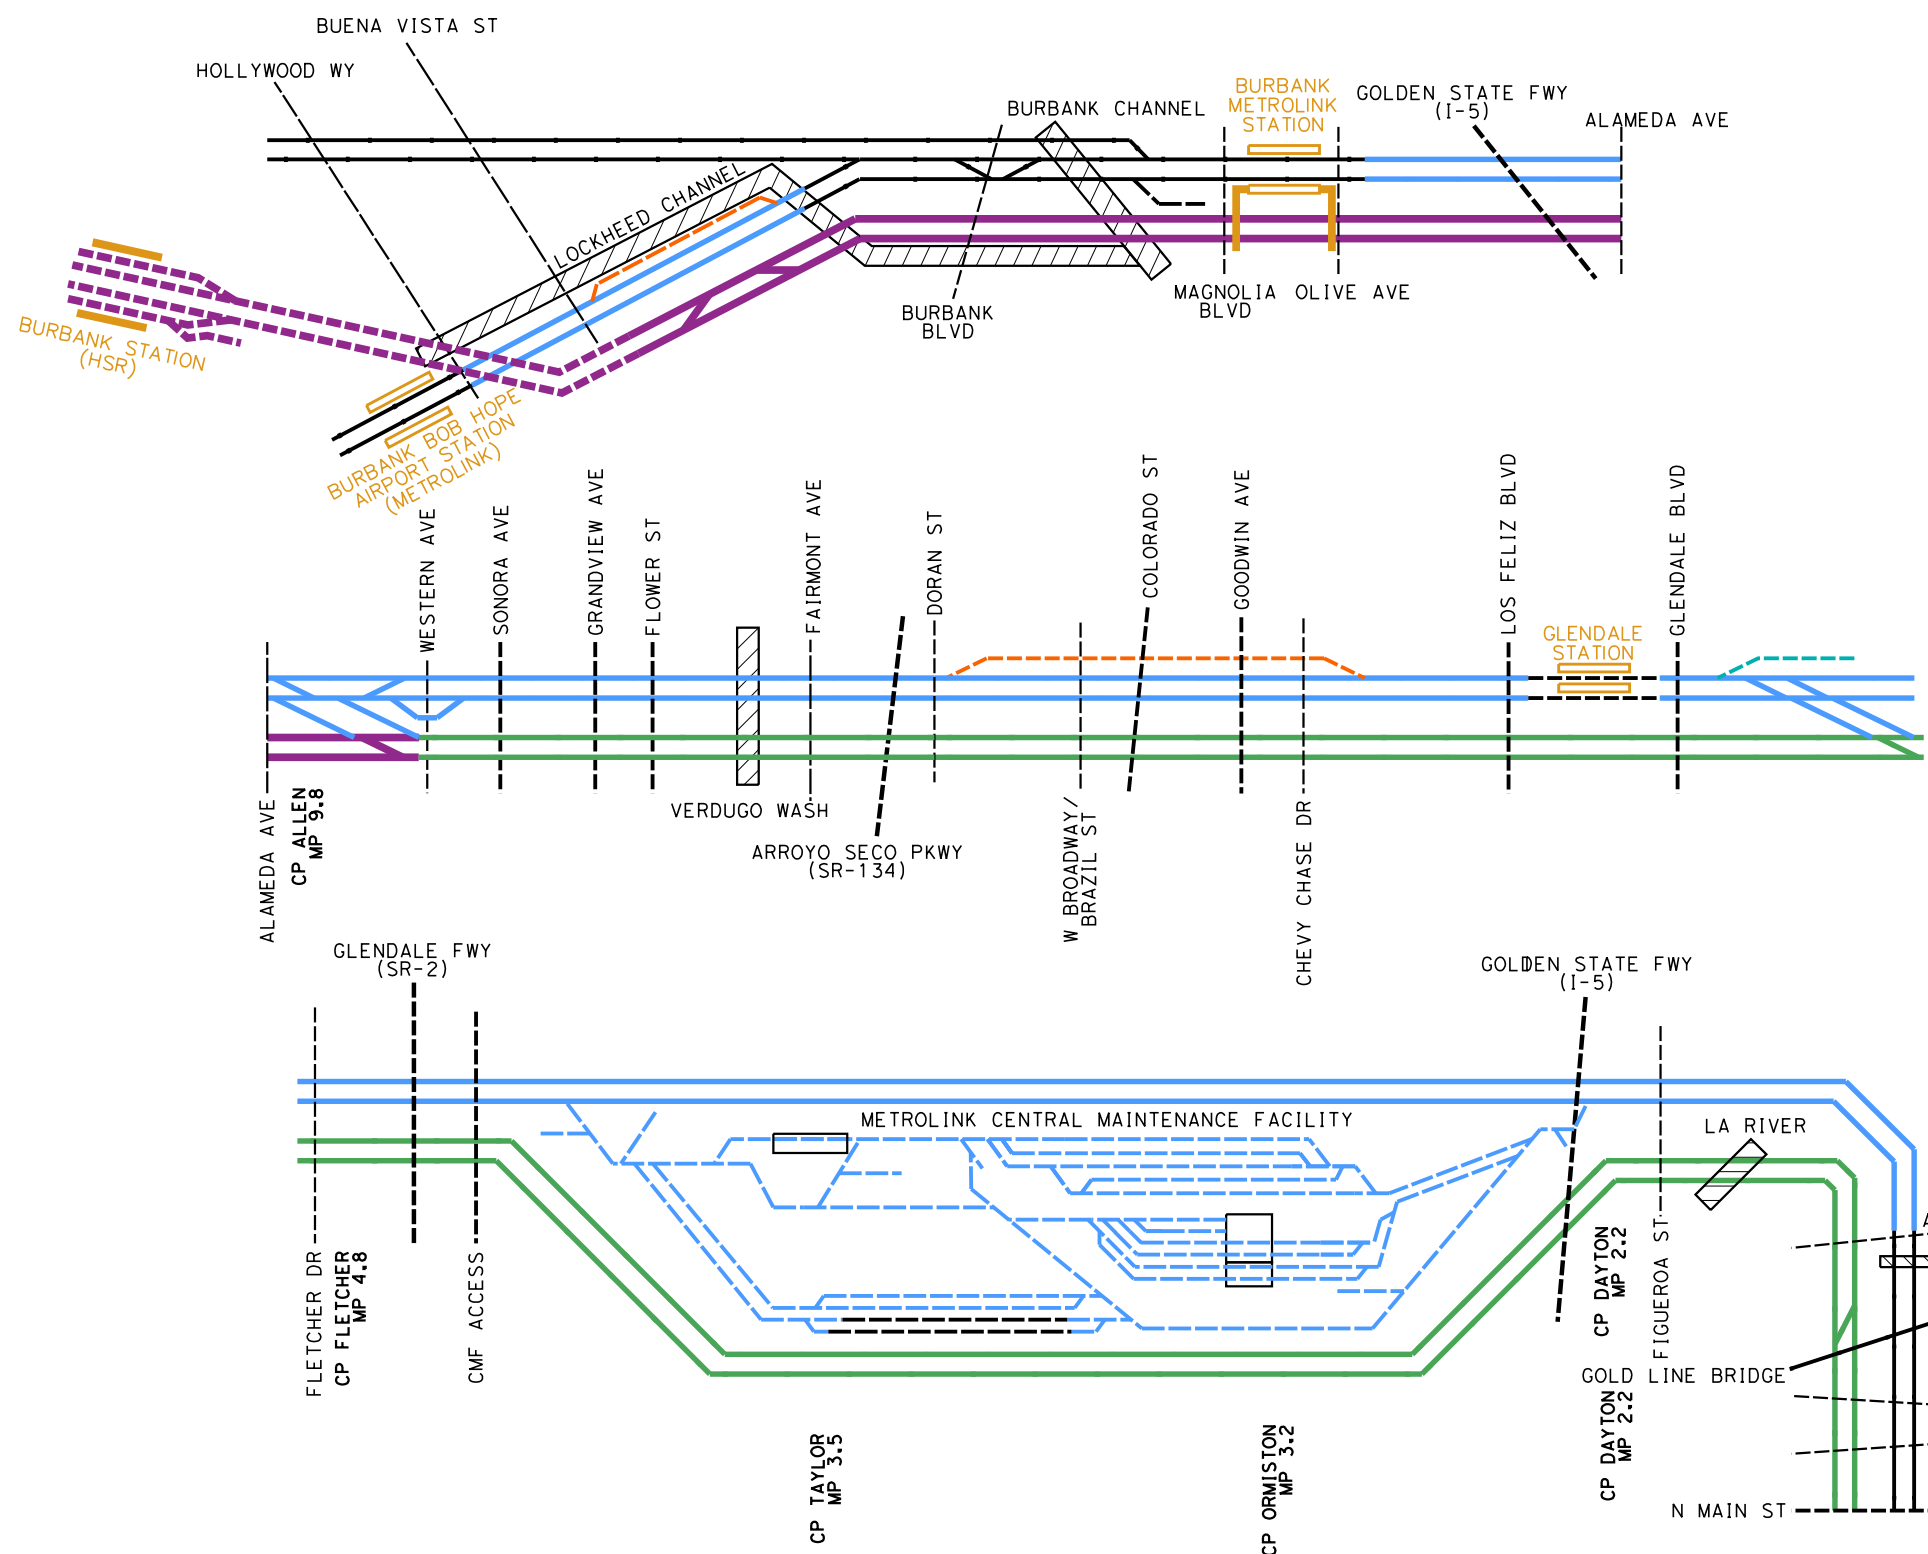 BUENA VISTA ST
HOLLYWOOD WY
BURBANK CHANNEL
BURBANK
METROLINK
STATION
GOLDEN STATE FWY
(I-5)
ALAMEDA AVE
LOCKHEED CHANNEL
BURBANK STATION
(HSR)
BURBANK
BLVD
MAGNOLIA
BLVD
OLIVE AVE
BURBANK BOB HOPE
AIRPORT STATION
(METROLINK)
WESTERN AVE
SONORA AVE
GRANDVIEW AVE
FLOWER ST
FAIRMONT AVE
DORAN ST
COLORADO ST
GOODWIN AVE
LOS FELIZ BLVD
GLENDALE
STATION
GLENDALE BLVD
ALAMEDA AVE
CP ALLEN
MP 9.8
VERDUGO WASH
ARROYO SECO PKWY
(SR-134)
W BROADWAY/
BRAZIL ST
CHEVY CHASE DR
GLENDALE FWY
(SR-2)
GOLDEN STATE FWY
(I-5)
METROLINK CENTRAL MAINTENANCE FACILITY
LA RIVER
FLETCHER DR
CP FLETCHER
MP 4.8
CMF ACCESS
CP DAYTON
MP 2.2
FIGUEROA ST
GOLD LINE BRIDGE
CP DAYTON
MP 2.2
CP TAYLOR
MP 3.5
CP ORMISTON
MP 3.2
N MAIN ST